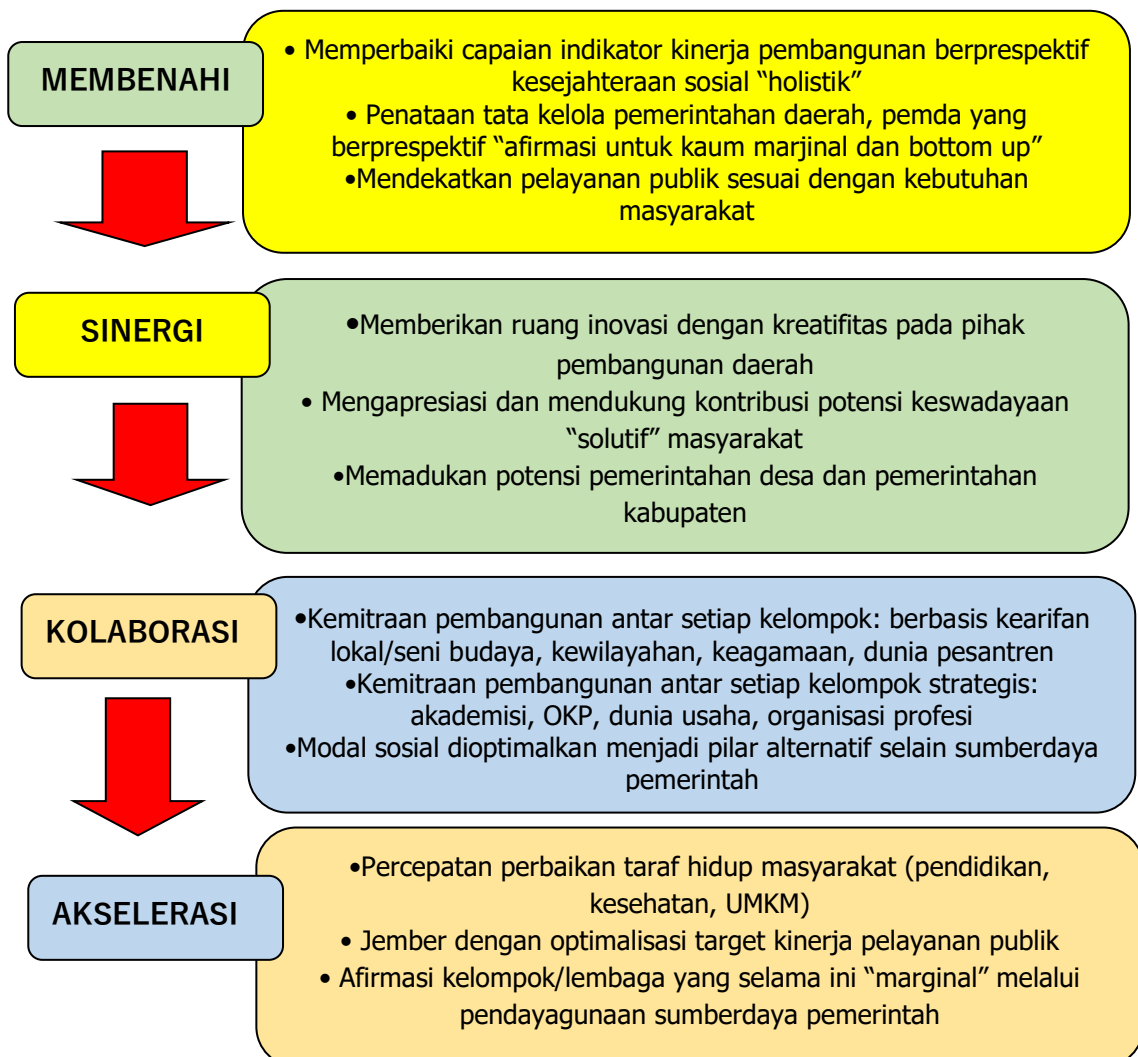 MEMBENAHI
• Memperbaiki capaian indikator kinerja pembangunan berprespektif
kesejahteraan sosial “holistik”
• Penataan tata kelola pemerintahan daerah, pemda yang
berprespektif “afirmasi untuk kaum marjinal dan bottom up”
•Mendekatkan pelayanan publik sesuai dengan kebutuhan
masyarakat
SINERGI
•Memberikan ruang inovasi dengan kreatifitas pada pihak
pembangunan daerah
• Mengapresiasi dan mendukung kontribusi potensi keswadayaan
“solutif” masyarakat
•Memadukan potensi pemerintahan desa dan pemerintahan
kabupaten
KOLABORASI
•Kemitraan pembangunan antar setiap kelompok: berbasis kearifan
lokal/seni budaya, kewilayahan, keagamaan, dunia pesantren
•Kemitraan pembangunan antar setiap kelompok strategis:
akademisi, OKP, dunia usaha, organisasi profesi
•Modal sosial dioptimalkan menjadi pilar alternatif selain sumberdaya
pemerintah
AKSELERASI
•Percepatan perbaikan taraf hidup masyarakat (pendidikan,
kesehatan, UMKM)
• Jember dengan optimalisasi target kinerja pelayanan publik
• Afirmasi kelompok/lembaga yang selama ini “marginal” melalui
pendayagunaan sumberdaya pemerintah